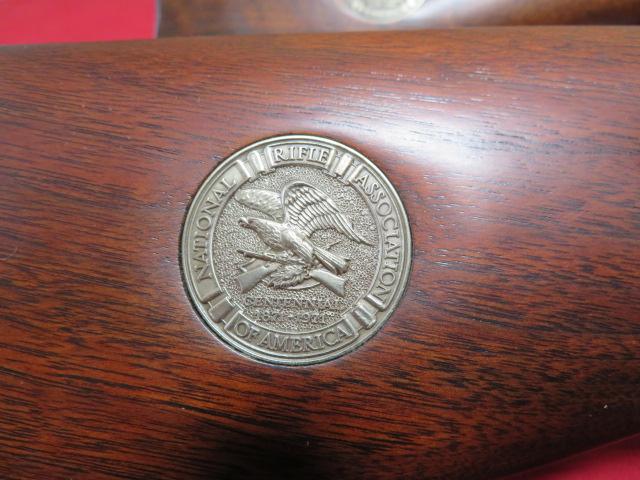 NATIONAL RIFLE ASSOCIATION
OF AMERICA
CENTENNIAL
1871-1971